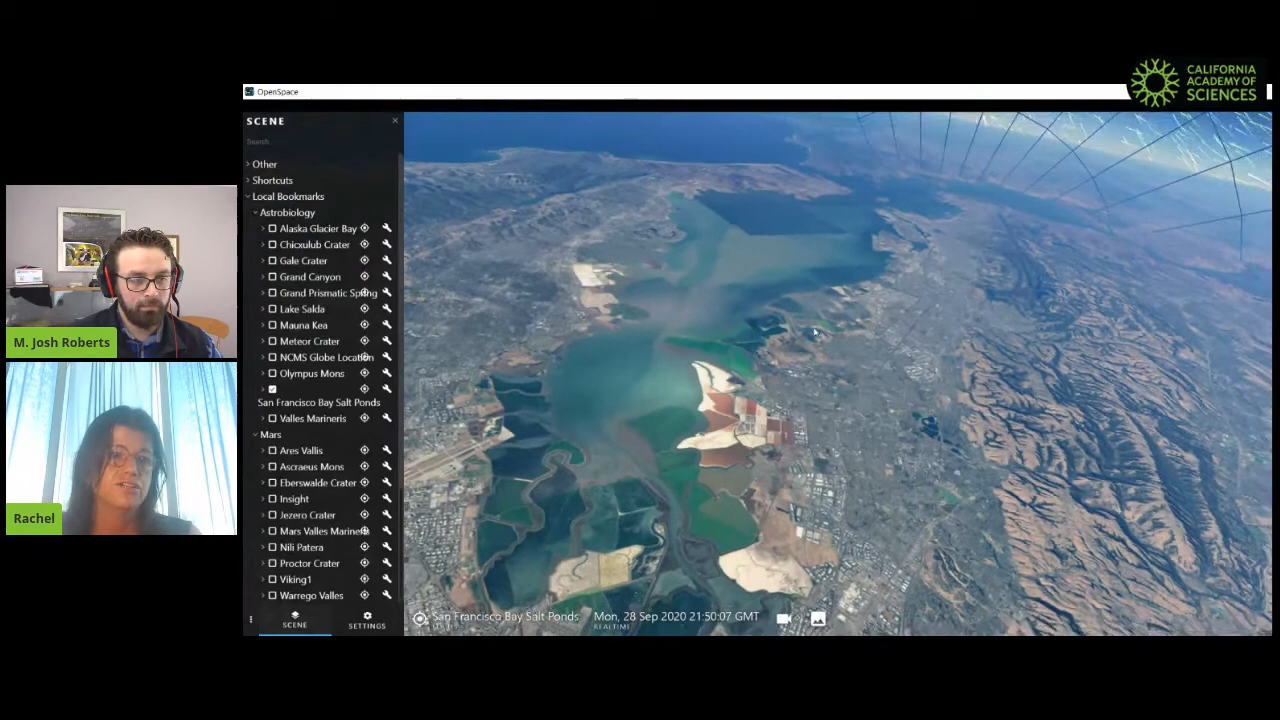 CALIFORNIA
ACADEMY OF
SCIENCES
OpenSpace
SCENE
Search
Other
Shortcuts
Local Bookmarks
Astrobiology
Alaska Glacier Bay
Chicxulub Crater
Gale Crater
Grand Canyon
Grand Prismatic Spring
Lake Salda
Mauna Kea
Meteor Crater
NCMS Globe Location
Olympus Mons
San Francisco Bay Salt Ponds
Valles Marineris
Mars
Ares Vallis
Ascraeus Mons
Eberswalde Crater
Insight
Jezero Crater
Mars Valles Marineris
Nili Patera
Proctor Crater
Viking1
Warrego Valles
SCENE
SETTINGS
San Francisco Bay Salt Ponds
Mon, 28 Sep 2020 21:50:07 GMT
REALTIME
M. Josh Roberts
Rachel